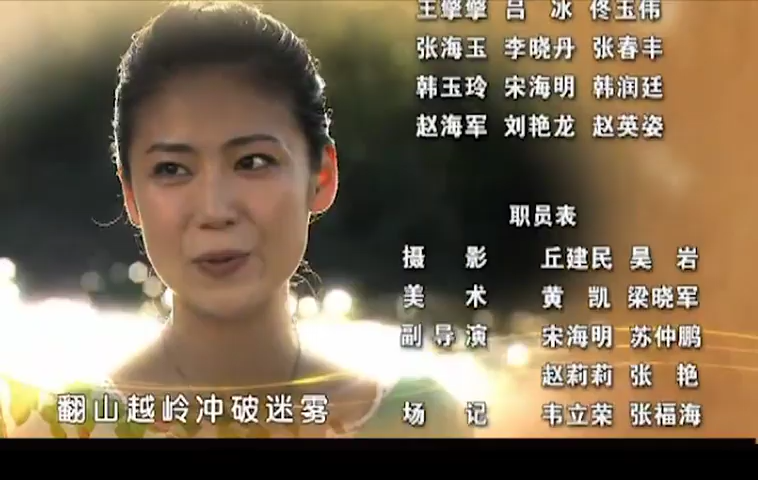 王擎擎 吕 冰 佟玉伟
张海玉 李晓丹 张春丰
韩玉玲 宋海明 韩润廷
赵海军 刘艳龙 赵英姿
职员表
摄 影 丘建民 吴 岩
美 术 黄 凯 梁晓军
副导演 宋海明 苏仲鹏
赵莉莉 张 艳
场 记 韦立荣 张福海
翻山越岭冲破迷雾